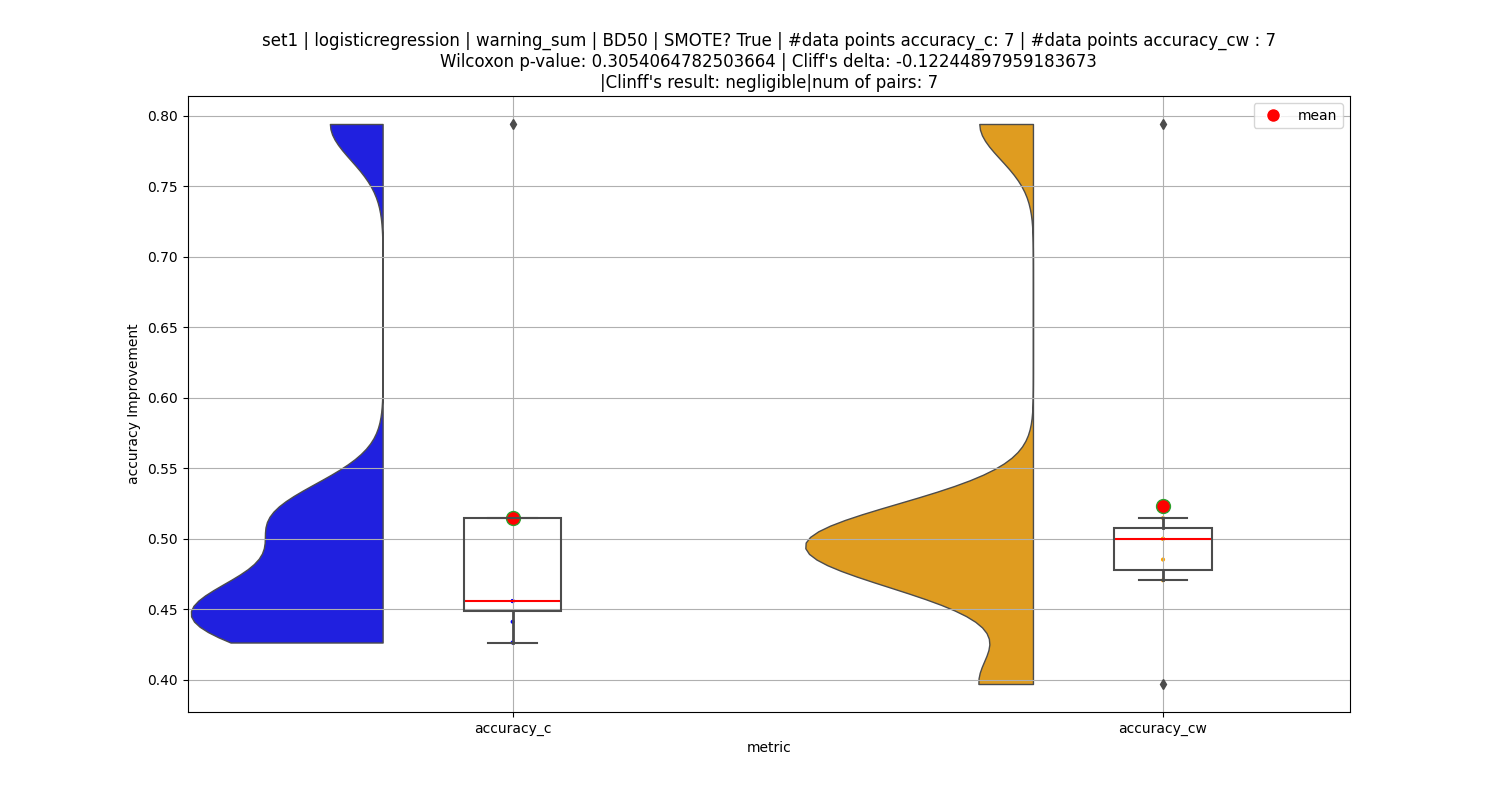 set1 | logisticregression | warning_sum | BD50 | SMOTE? True | #data points accuracy_c: 7 | #data points accuracy_cw : 7
Wilcoxon p-value: 0.3054064782503664 | Cliff's delta: -0.12244897959183673
|Clinff's result: negligible|num of pairs: 7
mean
0.80
0.75
0.70
0.65
0.60
0.55
0.50
0.45
0.40
accuracy Improvement
accuracy_c
accuracy_cw
metric